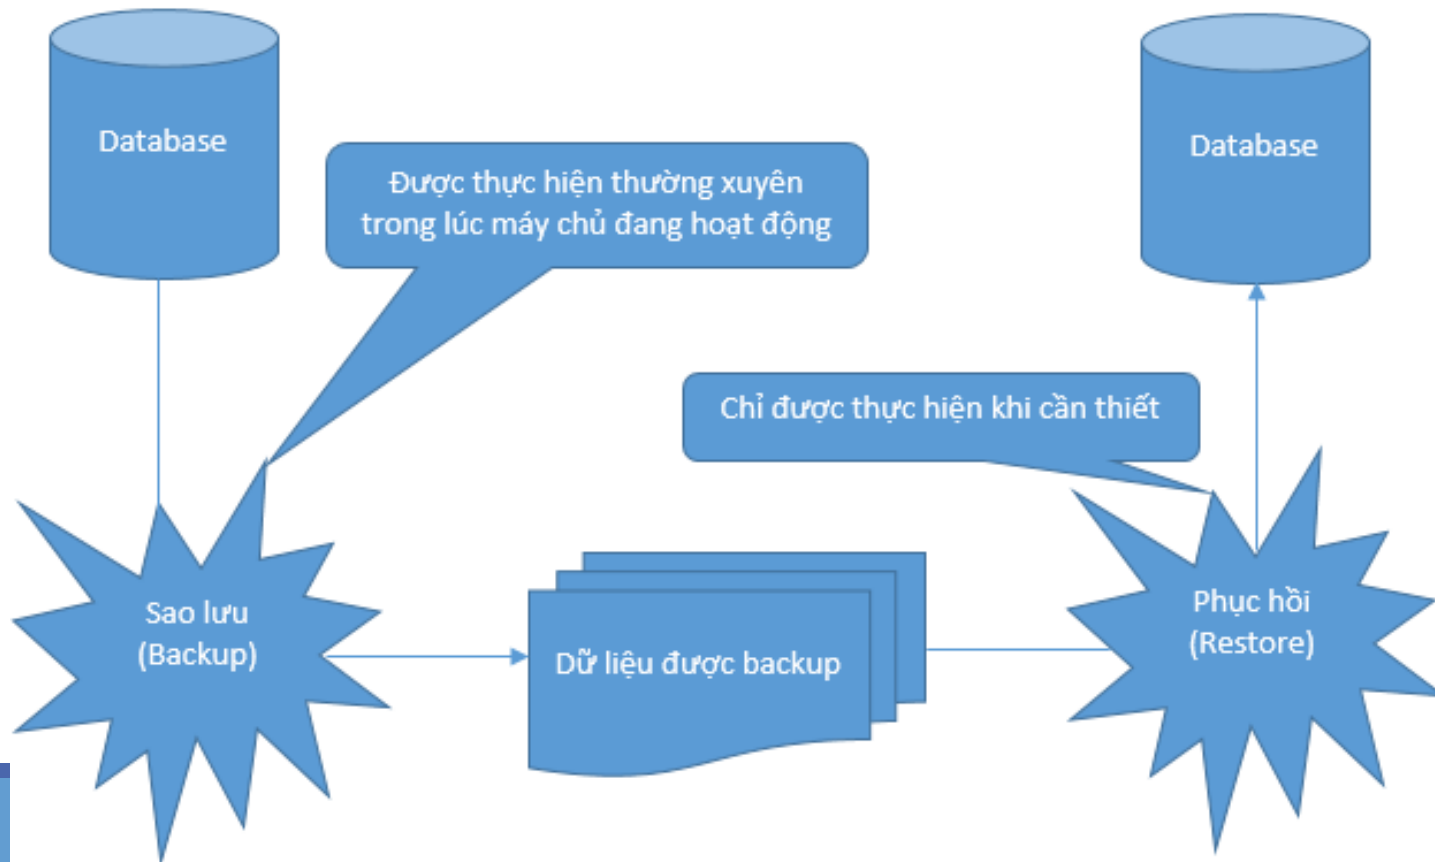 Database
Database
Được thực hiện thường xuyên
trong lúc máy chủ đang hoạt động
Chỉ được thực hiện khi cần thiết
Sao lưu
(Backup)
Dữ liệu được backup
Phục hồi
(Restore)